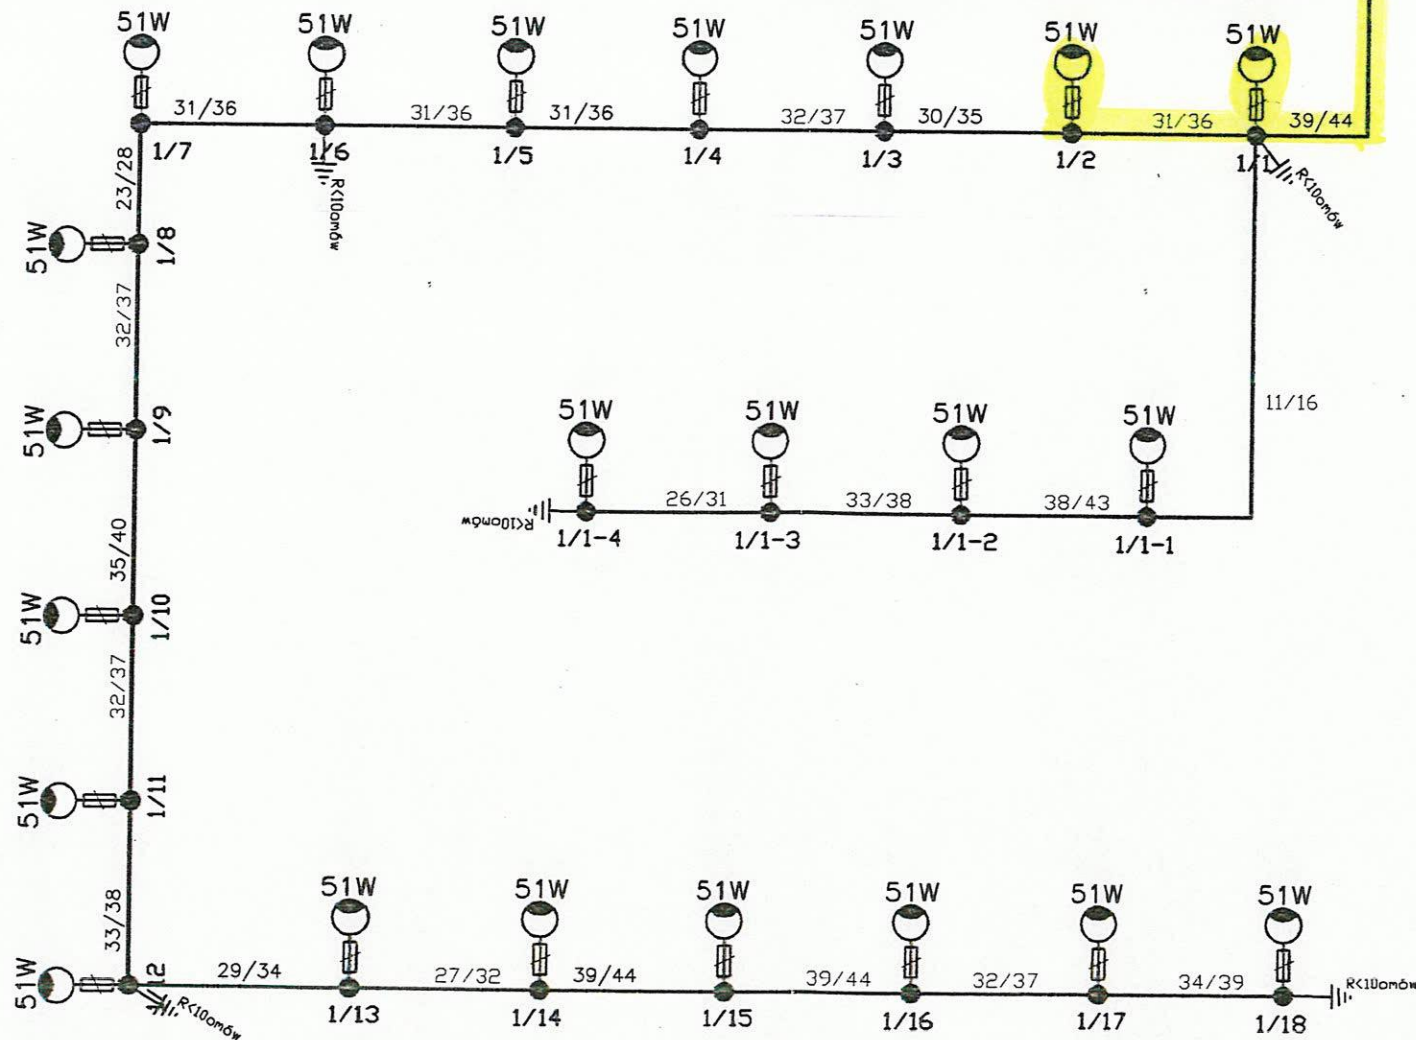 51W
51W
51W
51W
51W
51W
51W
31/36
31/36
31/36
32/37
30/35
31/36
39/44
1/7
1/6
1/5
1/4
1/3
1/2
1/1
R<10omów
R<10omów
23/28
51W
1/8
32/37
51W
1/9
11/16
51W
51W
51W
51W
26/31
33/38
38/43
R<10omów
1/1-4
1/1-3
1/1-2
1/1-1
35/40
51W
1/10
32/37
51W
1/11
33/38
51W
51W
51W
51W
51W
51W
51W
12
29/34
27/32
39/44
39/44
32/37
34/39
R<10omów
R<10omów
1/13
1/14
1/15
1/16
1/17
1/18